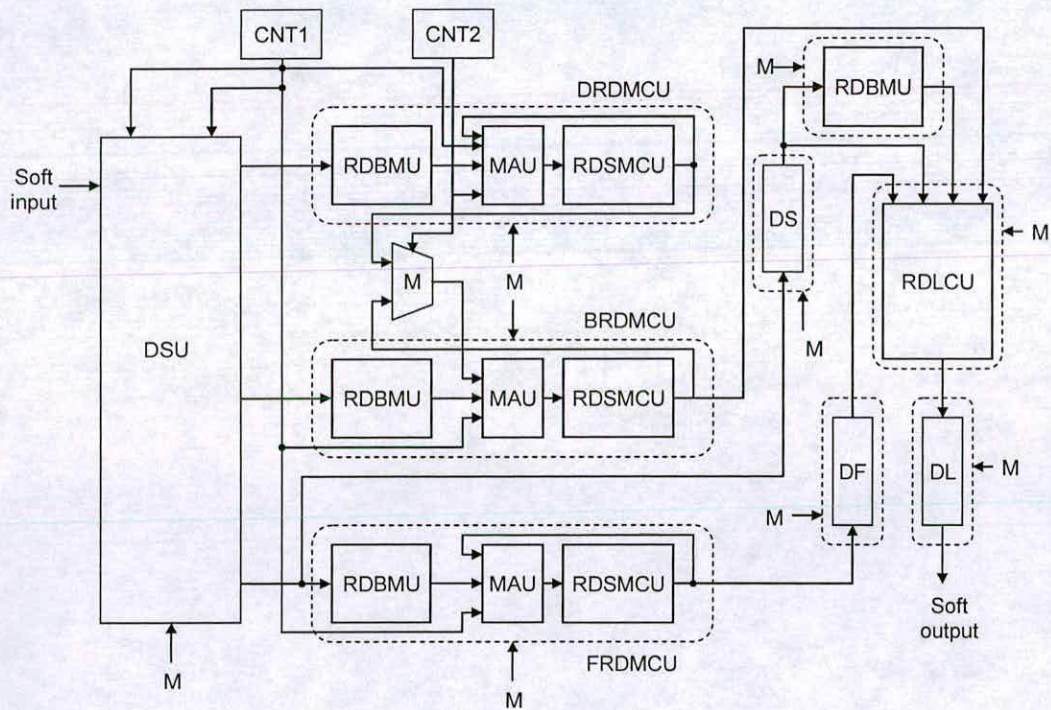 CNT1
CNT2
M
RDBMU
DRDMCU
RDBMU
MAU
RDSMCU
Soft
input
DS
M
RDLCU
M
M
BRDMCU
M
DSU
RDBMU
MAU
RDSMCU
DF
DL
M
M
RDBMU
MAU
RDSMCU
Soft
output
FRDMCU
M
M